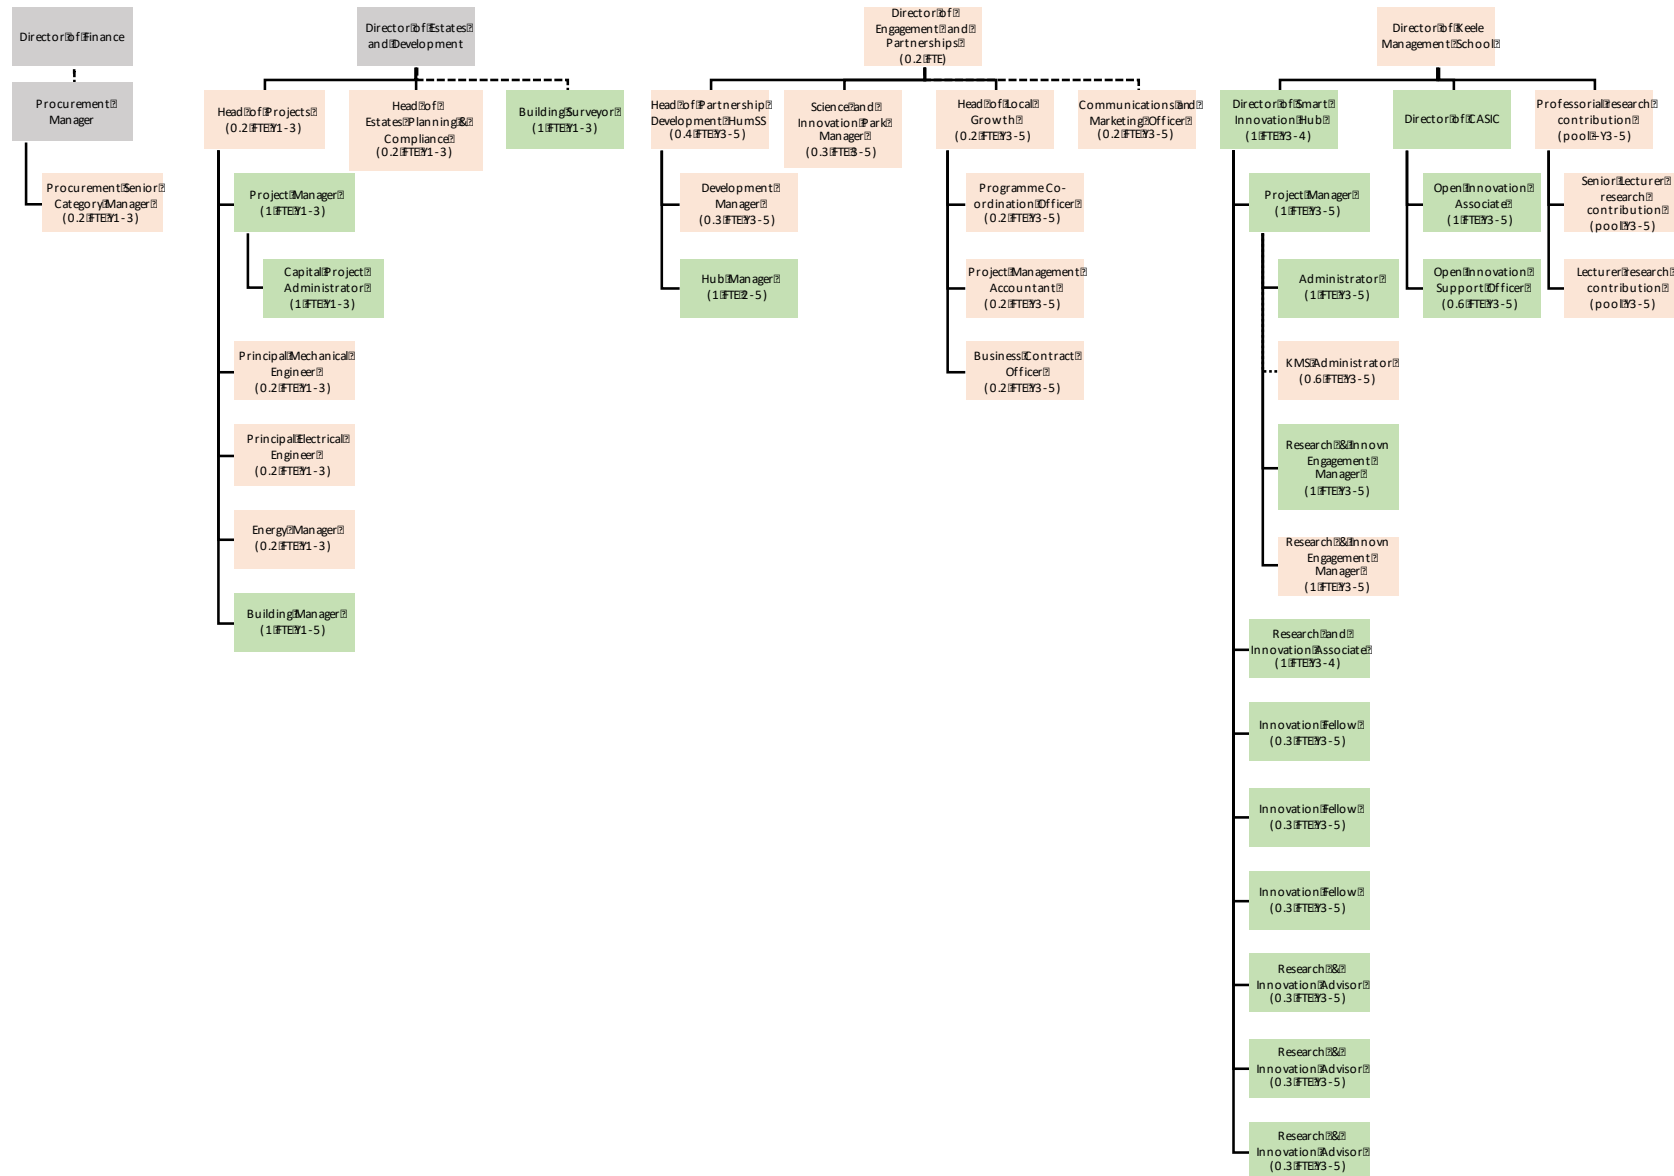 Director of Finance
Procurement
Manager
Procurement Senior
Category Manager
(0.2 FTE Y1-3)
Director of Estates
and Development
Head of Projects
(0.2 FTE Y1-3)
Project Manager
(1 FTE Y1-3)
Capital Project
Administrator
(1 FTE Y1-3)
Principal Mechanical
Engineer
(0.2 FTE Y1-3)
Principal Electrical
Engineer
(0.2 FTE Y1-3)
Energy Manager
(0.2 FTE Y1-3)
Building Manager
(1 FTE Y1-5)
Head of
Estates Planning &
Compliance
(0.2 FTE Y1-3)
Building Surveyor
(1 FTE Y1-3)
Director of
Engagement and
Partnerships
(0.2 FTE)
Head of Partnership
Development HumSS
(0.4 FTE Y3-5)
Development
Manager
(0.3 FTE Y3-5)
Hub Manager
(1 FTE 2-5)
Science and
Innovation Park
Manager
(0.3 FTE 3-5)
Head of Local
Growth
(0.2 FTE Y3-5)
Programme Co-
ordination Officer
(0.2 FTE Y3-5)
Project Management
Accountant
(0.2 FTE Y3-5)
Business Contract
Officer
(0.2 FTE Y3-5)
Communications and
Marketing Officer
(0.2 FTE Y3-5)
Director of Keele
Management School
Director of Smart
Innovation Hub
(1 FTE Y3-4)
Project Manager
(1 FTE Y3-5)
Administrator
(1 FTE Y3-5)
KMS Administrator
(0.6 FTE Y3-5)
Research & Innovn
Engagement
Manager
(1 FTE Y3-5)
Research & Innovn
Engagement
Manager
(1 FTE Y3-5)
Research and
Innovation Associate
(1 FTE Y3-4)
Innovation Fellow
(0.3 FTE Y3-5)
Innovation Fellow
(0.3 FTE Y3-5)
Innovation Fellow
(0.3 FTE Y3-5)
Research &
Innovation Advisor
(0.3 FTE Y3-5)
Research &
Innovation Advisor
(0.3 FTE Y3-5)
Research &
Innovation Advisor
(0.3 FTE Y3-5)
Director of CASIC
Open Innovation
Associate
(1 FTE Y3-5)
Open Innovation
Support Officer
(0.6 FTE Y3-5)
Professorial research
contribution
(pool – Y3-5)
Senior Lecturer
research
contribution
(pool Y3-5)
Lecturer research
contribution
(pool Y3-5)